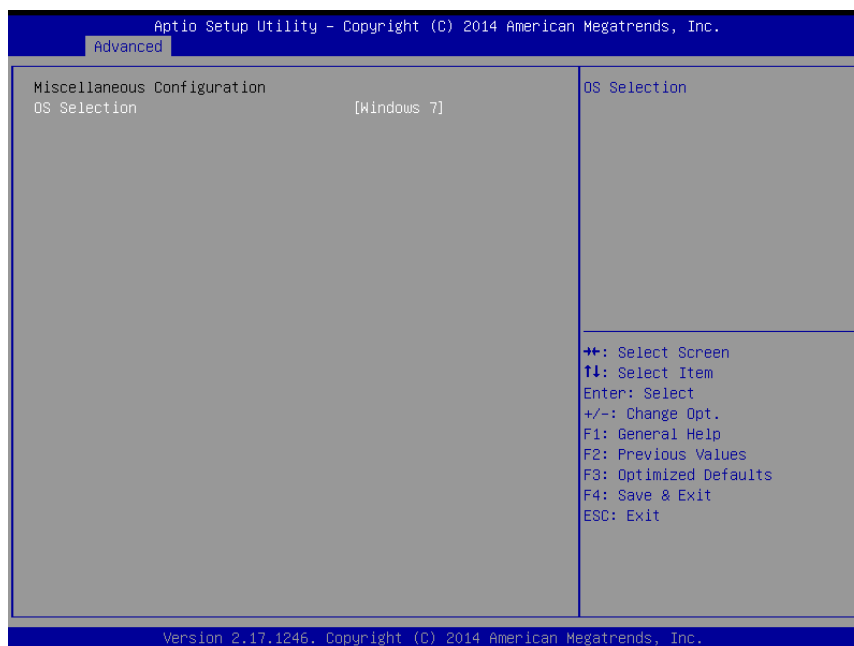 Aptio Setup Utility – Copyright (C) 2014 American Megatrends, Inc.
Advanced
Miscellaneous Configuration
OS Selection [Windows 7]
OS Selection
→←: Select Screen
↑↓: Select Item
Enter: Select
+/-: Change Opt.
F1: General Help
F2: Previous Values
F3: Optimized Defaults
F4: Save & Exit
ESC: Exit
Version 2.17.1246. Copyright (C) 2014 American Megatrends, Inc.